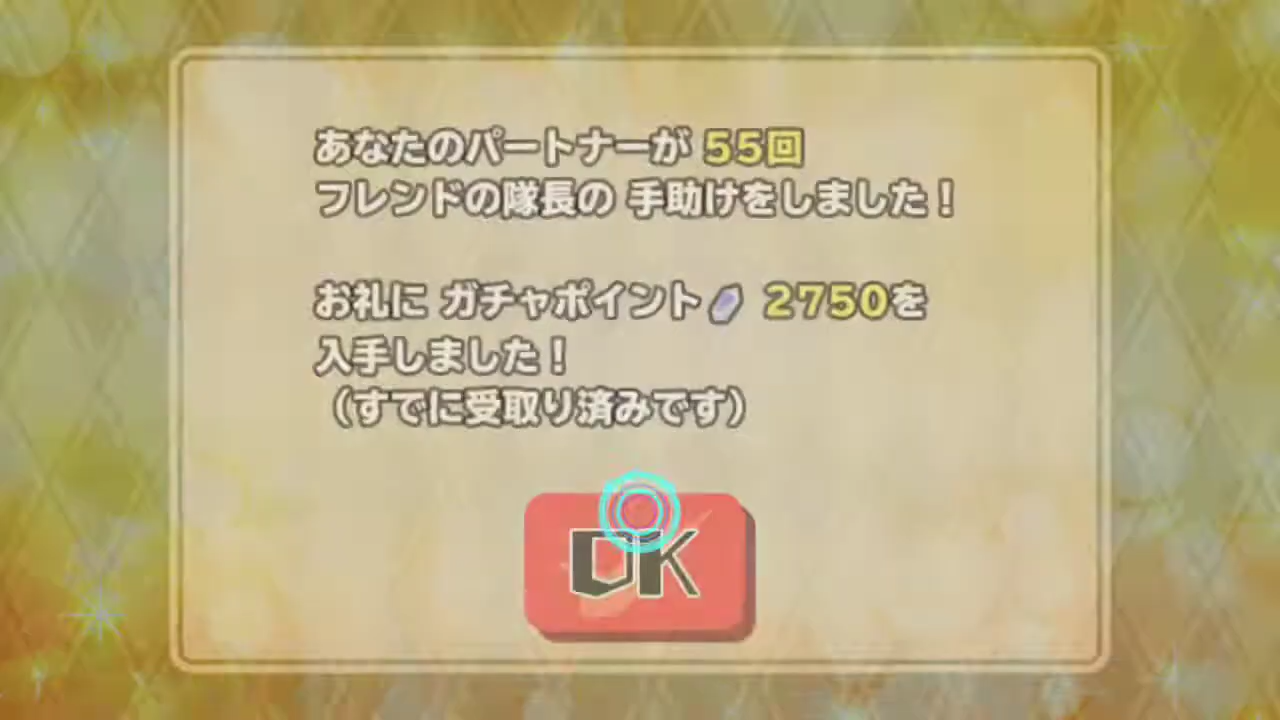 あなたのパートナーが 55回
フレンドの隊長の 手助けをしました！
お礼に ガチャポイント 2750を
入手しました！
（すでに受取り済みです）
OK